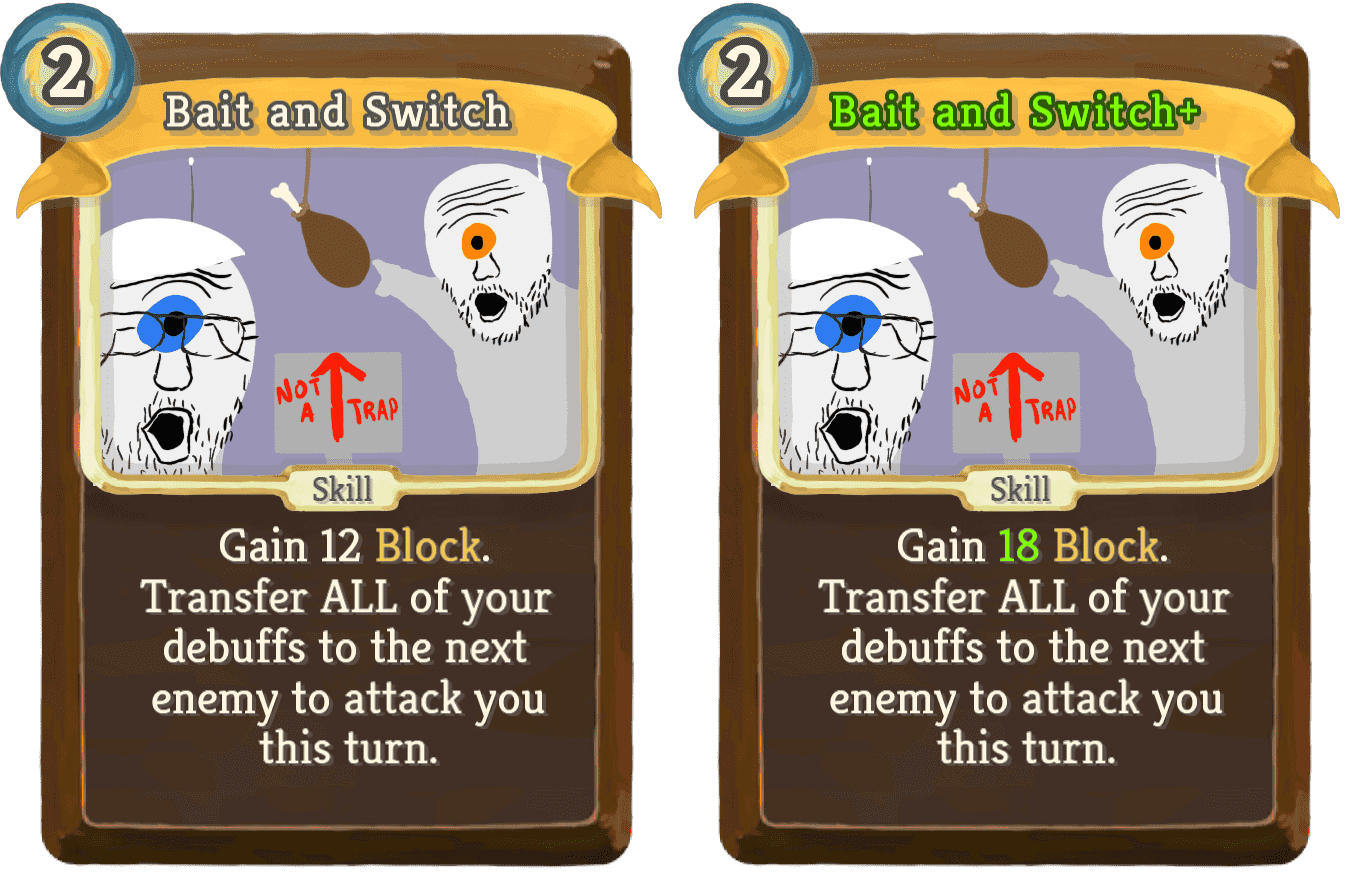 2
Bait and Switch
NOT
A
TRAP
Skill
Gain 12 Block.
Transfer ALL of your
debuffs to the next
enemy to attack you
this turn.
2
Bait and Switch+
NOT
A
TRAP
Skill
Gain 18 Block.
Transfer ALL of your
debuffs to the next
enemy to attack you
this turn.